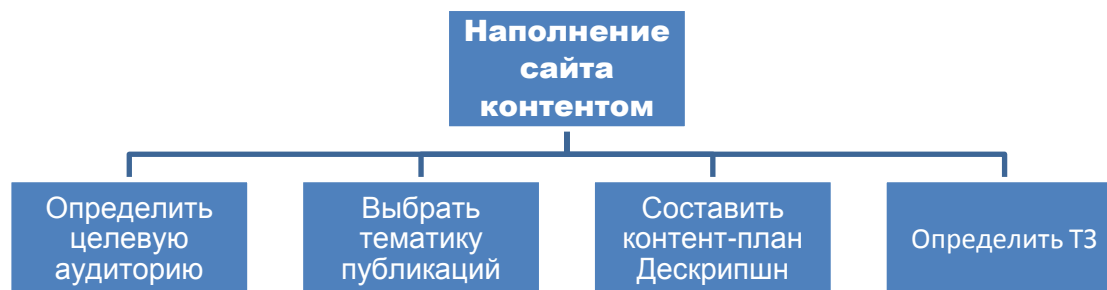 Наполнение
сайта
контентом
Определить
целевую
аудиторию
Выбрать
тематику
публикаций
Составить
контент-план
Дескрипшн
Определить ТЗ